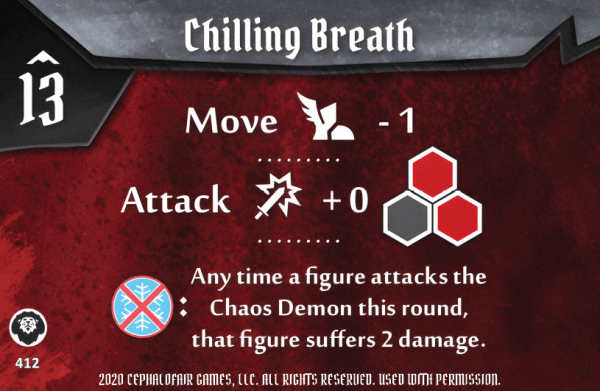 Chilling Breath
13
Move - 1
Attack + 0
Any time a figure attacks the
: Chaos Demon this round,
that figure suffers 2 damage.
412
2020 CEPHALOFAIR GAMES, LLC. ALL RIGHTS RESERVED. USED WITH PERMISSION.